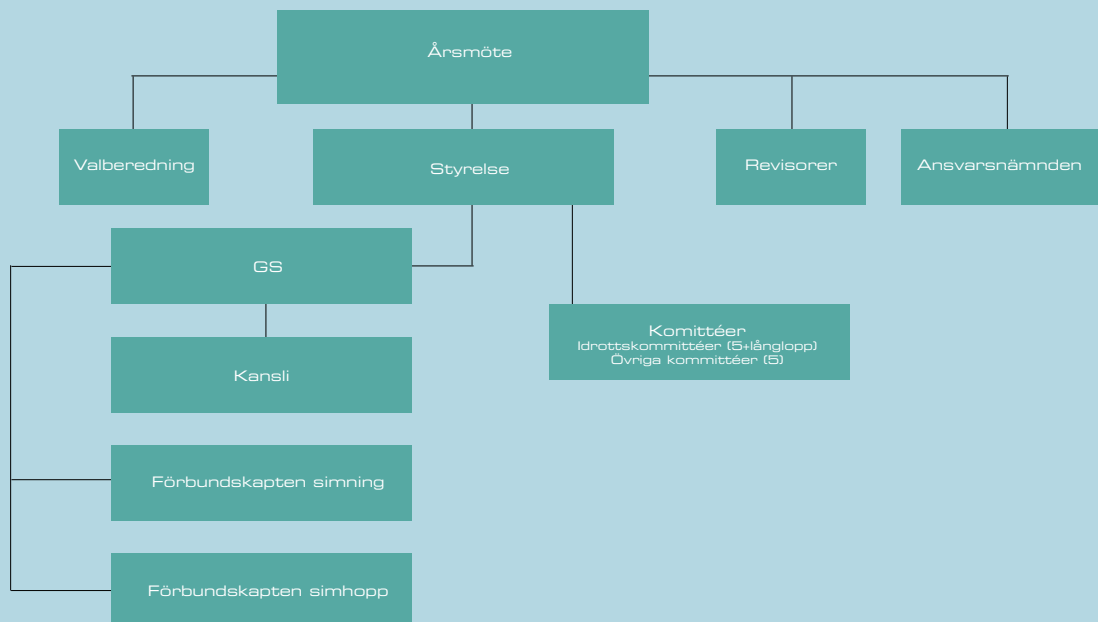 Årsmöte
Valberedning
Styrelse
Revisorer
Ansvarsnämnden
GS
Komittéer
Idrottskommittéer (5+långlopp)
Övriga kommittéer (5)
Kansli
Förbundskapten simning
Förbundskapten simhopp